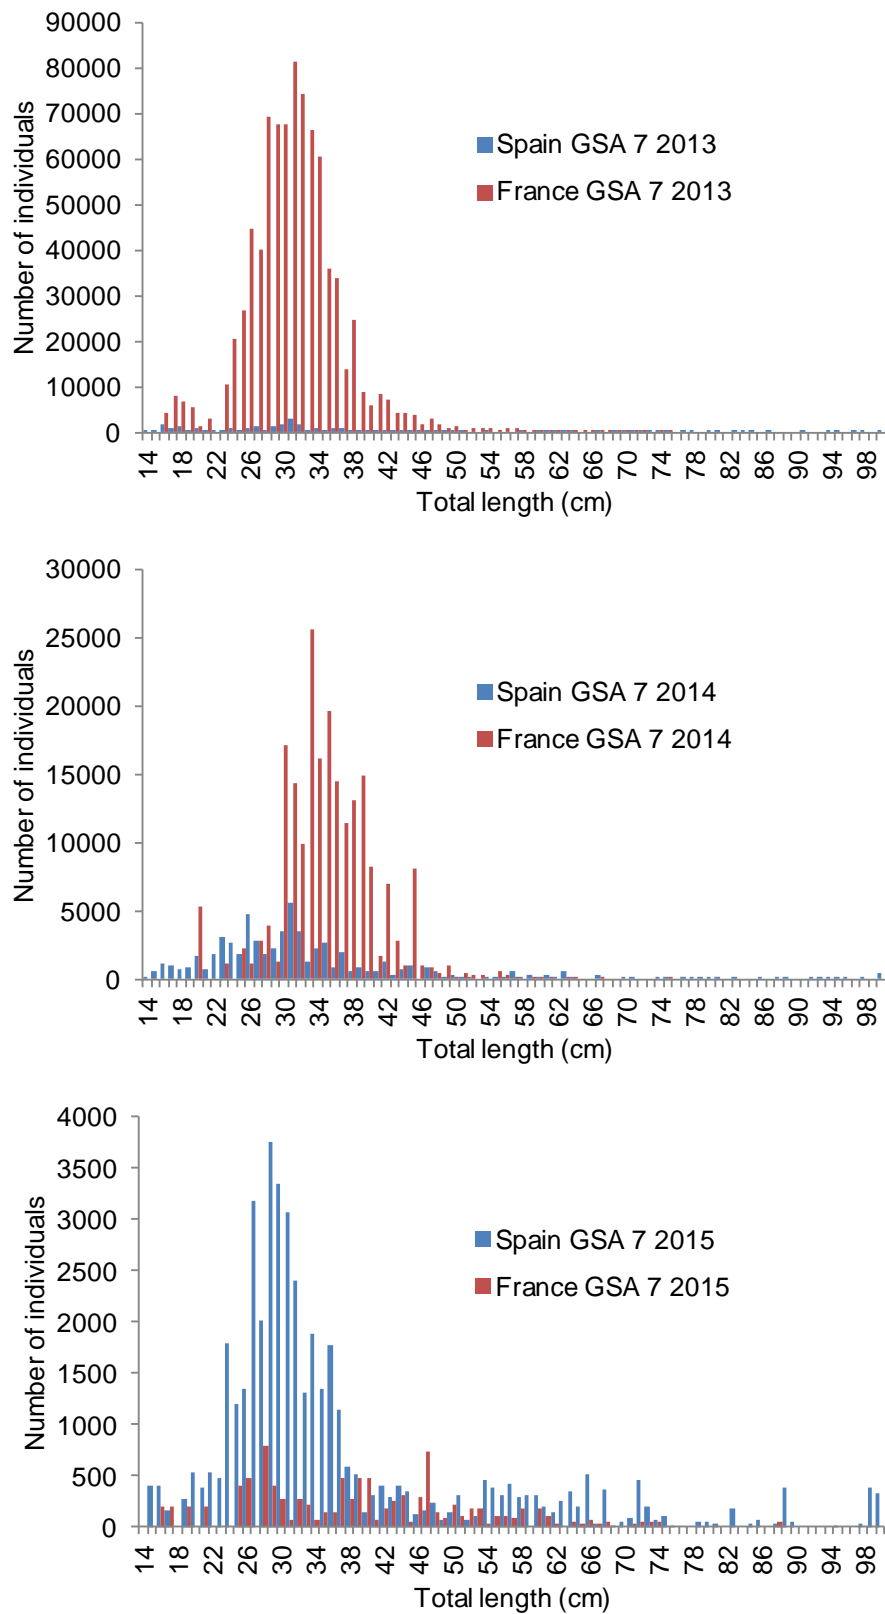 90000
80000
70000
60000
50000
40000
30000
20000
10000
0
Number of individuals
Spain GSA 7 2013
France GSA 7 2013
14 18 22 26 30 34 38 42 46 50 54 58 62 66 70 74 78 82 86 90 94 98
Total length (cm)
30000
25000
20000
15000
10000
5000
0
Number of individuals
Spain GSA 7 2014
France GSA 7 2014
14 18 22 26 30 34 38 42 46 50 54 58 62 66 70 74 78 82 86 90 94 98
Total length (cm)
4000
3500
3000
2500
2000
1500
1000
500
0
Number of individuals
Spain GSA 7 2015
France GSA 7 2015
14 18 22 26 30 34 38 42 46 50 54 58 62 66 70 74 78 82 86 90 94 98
Total length (cm)